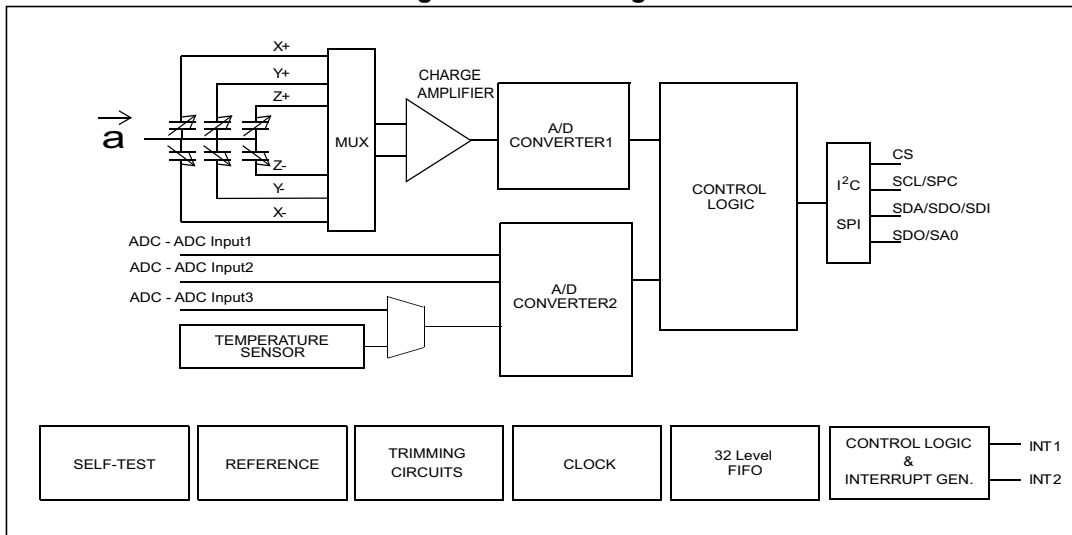 X+
Y+
Z+
a
Z-
Y-
X-
MUX
CHARGE
AMPLIFIER
A/D
CONVERTER1
CONTROL
LOGIC
I²C
SPI
CS
SCL/SPC
SDA/SDO/SDI
SDO/SA0
ADC - ADC Input1
ADC - ADC Input2
ADC - ADC Input3
A/D
CONVERTER2
TEMPERATURE
SENSOR
SELF-TEST
REFERENCE
TRIMMING
CIRCUITS
CLOCK
32 Level
FIFO
CONTROL LOGIC
&
INTERRUPT GEN.
INT1
INT2